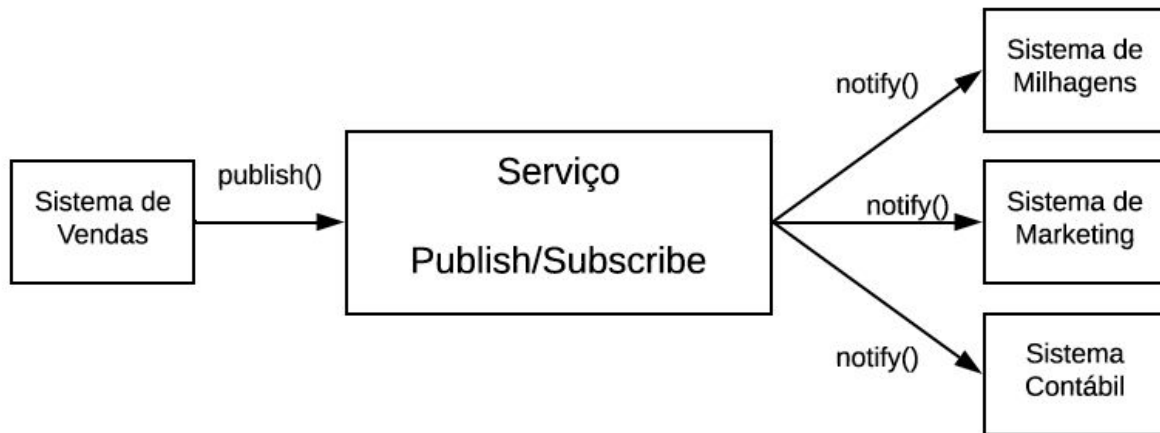 Sistema de
Vendas
publish()
Serviço
Publish/Subscribe
notify()
Sistema de
Milhagens
notify()
Sistema de
Marketing
notify()
Sistema
Contábil